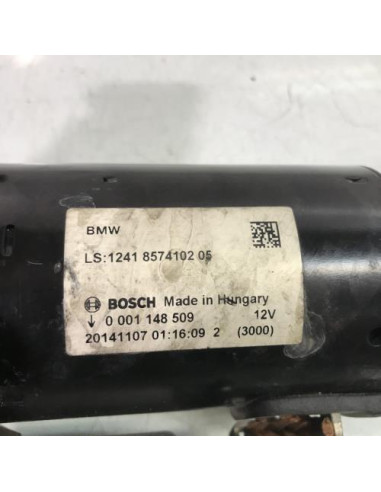 BMW
LS:1241 8574102 05
BOSCH Made in Hungary
↓ 0 001 148 509 12V
20141107 01:16:09 2 (3000)